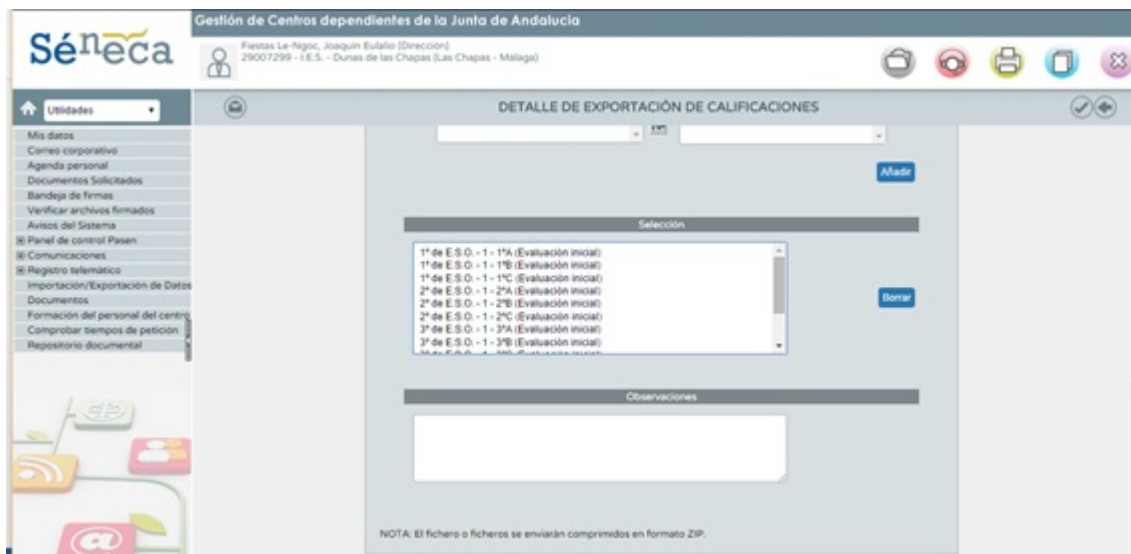 Gestión de Centros dependientes de la Junta de Andalucía
Séneca
Fiestas Le-Ngoc, Joaquin Eulalio (Dirección)
29007299 - I.E.S. - Dunas de las Chapas (Las Chapas - Málaga)
Utilidades
DETALLE DE EXPORTACIÓN DE CALIFICACIONES
Mis datos
Correo corporativo
Agenda personal
Documentos Solicitados
Bandeja de firmas
Verificar archivos firmados
Avisos del Sistema
Panel de control Pasen
Comunicaciones
Registro telemático
Importación/Exportación de Datos
Documentos
Formación del personal del centro
Comprobar tiempos de petición
Repositorio documental
Añadir
Selección
1º de E.S.O. - 1 - 1ºA (Evaluación inicial)
1º de E.S.O. - 1 - 1ºB (Evaluación inicial)
1º de E.S.O. - 1 - 1ºC (Evaluación inicial)
2º de E.S.O. - 1 - 2ºA (Evaluación inicial)
2º de E.S.O. - 1 - 2ºB (Evaluación inicial)
2º de E.S.O. - 1 - 2ºC (Evaluación inicial)
3º de E.S.O. - 1 - 3ºA (Evaluación inicial)
3º de E.S.O. - 1 - 3ºB (Evaluación inicial)
Borrar
Observaciones
NOTA: El fichero o ficheros se enviarán comprimidos en formato ZIP.